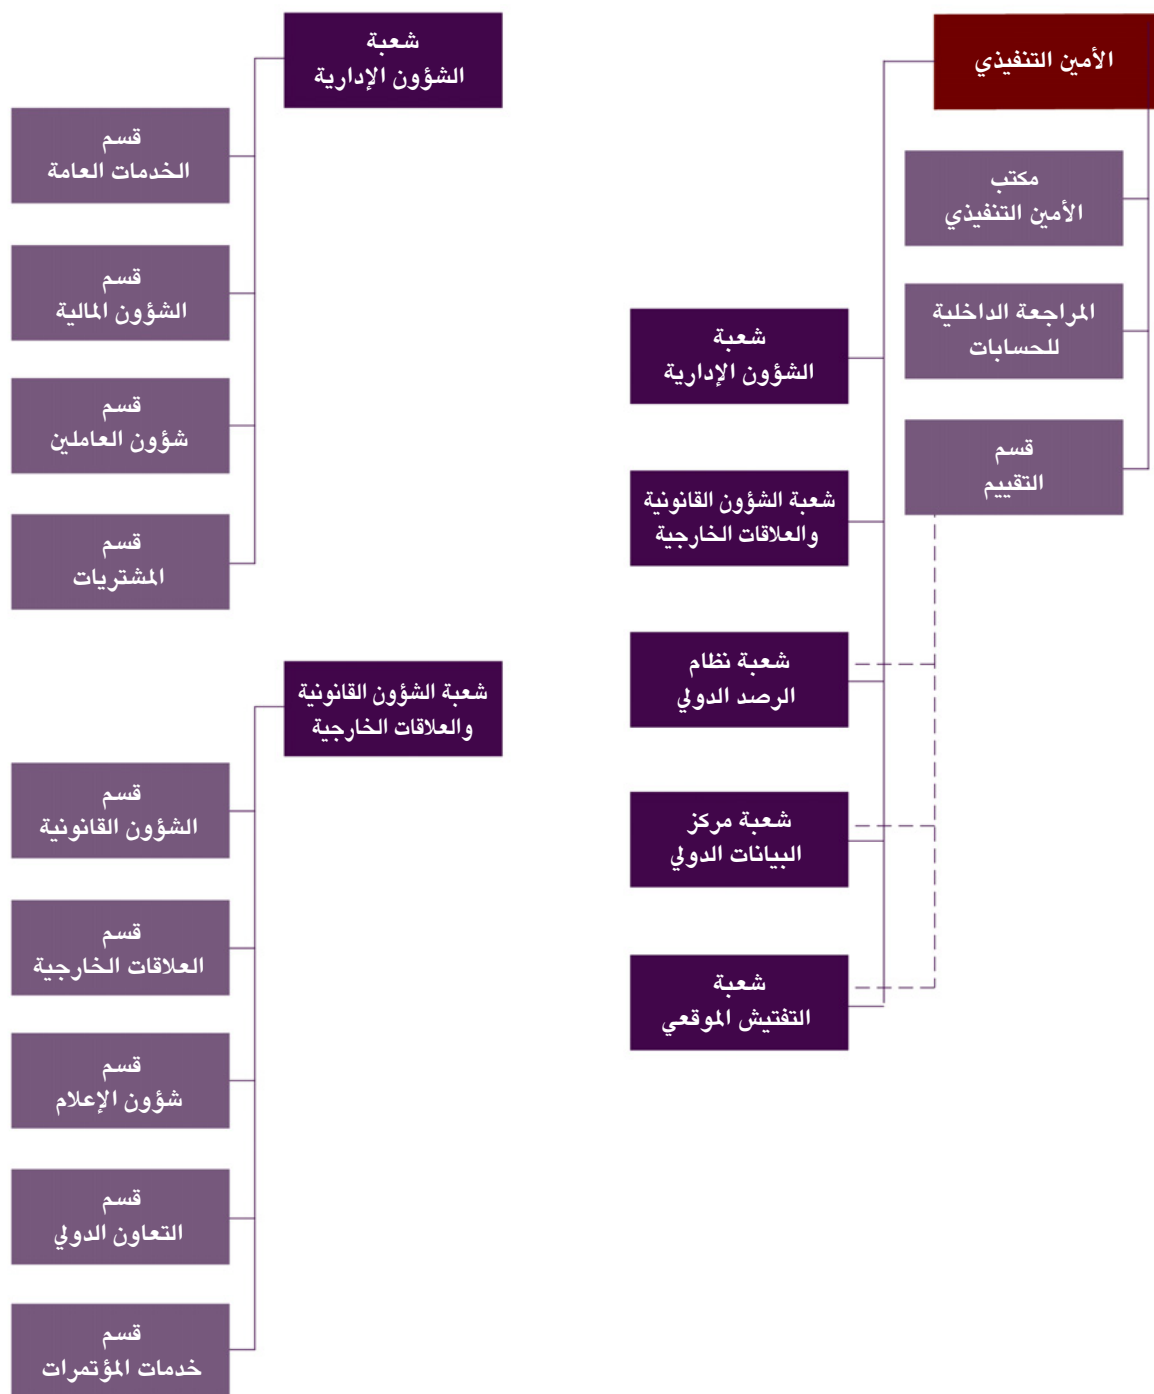 الأمين التنفيذي
مكتب
الأمين التنفيذي
المراجعة الداخلية
للحسابات
قسم
التقييم
شعبة
الشؤون الإدارية
شعبة الشؤون القانونية
والعلاقات الخارجية
شعبة نظام
الرصد الدولي
شعبة مركز
البيانات الدولي
شعبة
التفتيش الموقعي
شعبة
الشؤون الإدارية
قسم
الخدمات العامة
قسم
الشؤون المالية
قسم
شؤون العاملين
قسم
المشتريات
شعبة الشؤون القانونية
والعلاقات الخارجية
قسم
الشؤون القانونية
قسم
العلاقات الخارجية
قسم
شؤون الإعلام
قسم
التعاون الدولي
قسم
خدمات المؤتمرات